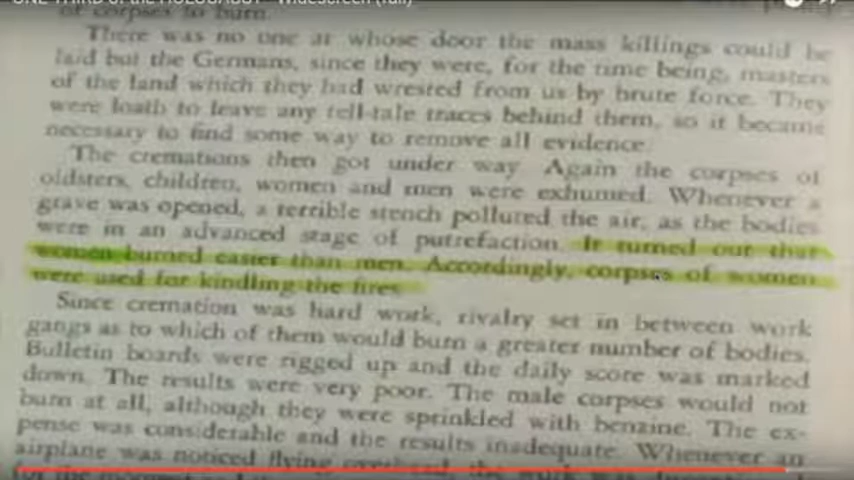 ONE THIRD of the HOLOCAUST - Widescreen (full)
of corpses to burn.
There was no one at whose door the mass killings could be
laid but the Germans, since they were, for the time being, masters
of the land which they had wrested from us by brute force. They
were loath to leave any tell-tale traces behind them, so it became
necessary to find some way to remove all evidence.
The cremations then got under way. Again the corpses of
oldsters, children, women and men were exhumed. Whenever a
grave was opened, a terrible stench polluted the air, as the bodies
were in an advanced stage of putrefaction. It turned out that
women burned easier than men. Accordingly, corpses of women
were used for kindling the fires.
Since cremation was hard work, rivalry set in between work
gangs as to which of them would burn a greater number of bodies.
Bulletin boards were rigged up and the daily score was marked
down. The results were very poor. The male corpses would not
burn at all, although they were sprinkled with benzine. The ex-
pense was considerable and the results inadequate. Whenever an
airplane was noticed flying overhead, the work was